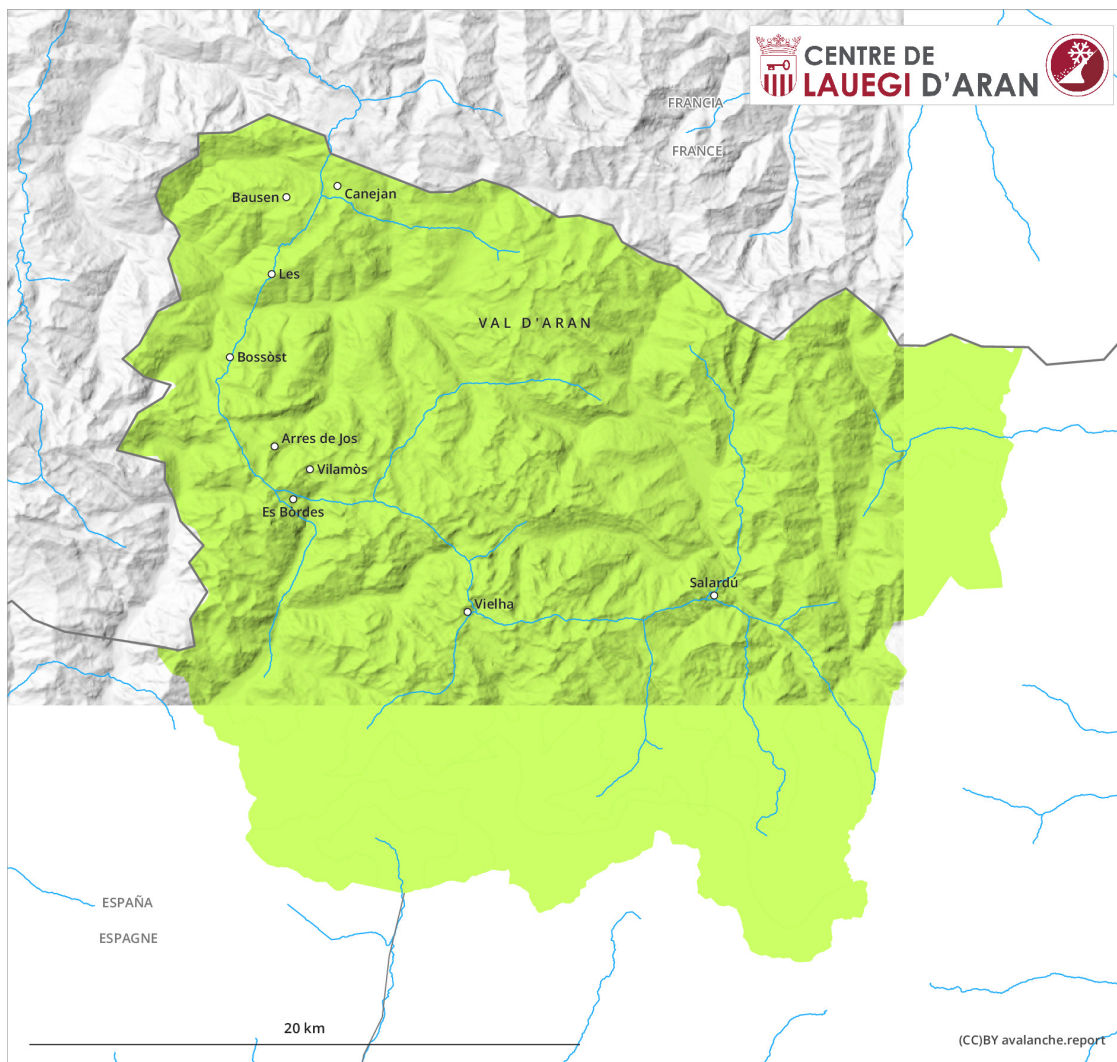 CENTRE DE
LAUEGI D'ARAN
FRANCIA
FRANCE
Bausen
Canejan
Les
VAL D'ARAN
Bossòst
Arres de Jos
Vilamòs
Es Bòrdes
Salardú
Vielha
ESPAÑA
ESPAGNE
20 km
(CC)BY avalanche.report